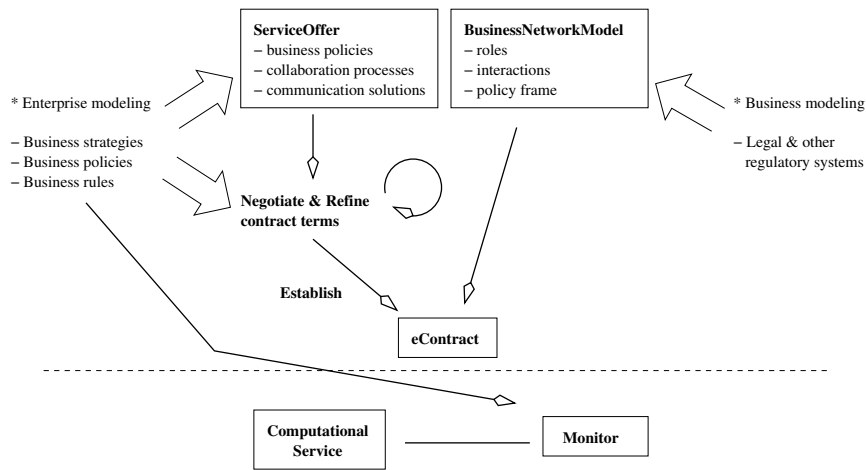 ServiceOffer
– business policies
– collaboration processes
– communication solutions
BusinessNetworkModel
– roles
– interactions
– policy frame
* Enterprise modeling
– Business strategies
– Business policies
– Business rules
* Business modeling
– Legal & other
regulatory systems
Negotiate & Refine
contract terms
Establish
eContract
Computational
Service
Monitor